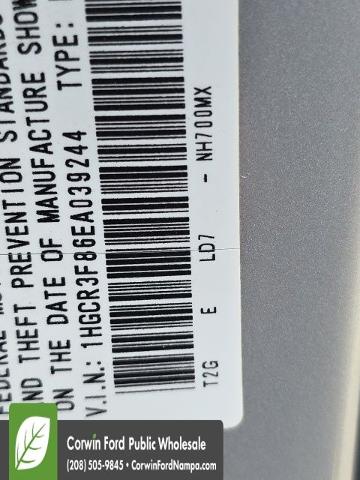 FEDERAL
ND THEFT PREVENTION STANDARDS
ON THE DATE OF MANUFACTURE SHOW
V.I.N.: 1HGCR3F86EA039244 TYPE:
T2G E LD7 - NH700MX
Corwin Ford Public Wholesale
(208) 505-9845 • CorwinFordNampa.com